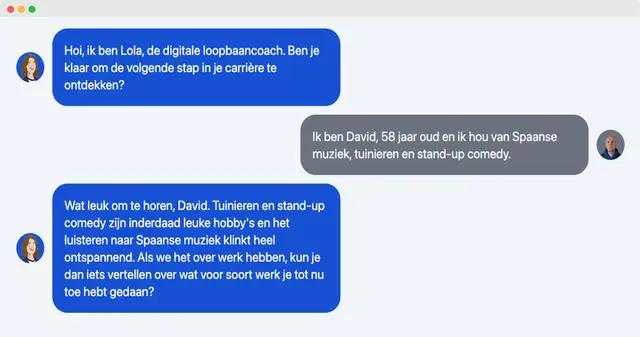 Hoi, ik ben Lola, de digitale loopbaancoach. Ben je
klaar om de volgende stap in je carrière te
ontdekken?
Ik ben David, 58 jaar oud en ik hou van Spaanse
muziek, tuinieren en stand-up comedy.
Wat leuk om te horen, David. Tuinieren en stand-up
comedy zijn inderdaad leuke hobby's en het
luisteren naar Spaanse muziek klinkt heel
ontspannend. Als we het over werk hebben, kun je
dan iets vertellen over wat voor soort werk je tot nu
toe hebt gedaan?